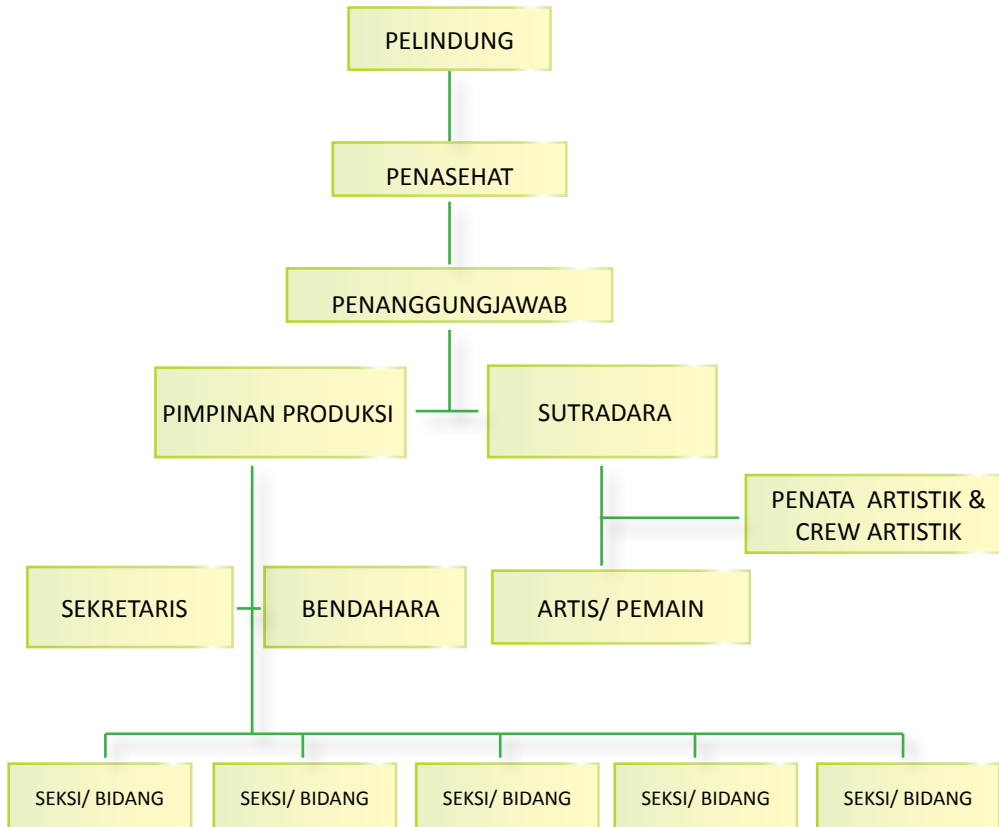 PELINDUNG
PENASEHAT
PENANGGUNGJAWAB
PIMPINAN PRODUKSI
SUTRADARA
PENATA ARTISTIK &
CREW ARTISTIK
SEKRETARIS
BENDAHARA
ARTIS/ PEMAIN
SEKSI/ BIDANG
SEKSI/ BIDANG
SEKSI/ BIDANG
SEKSI/ BIDANG
SEKSI/ BIDANG